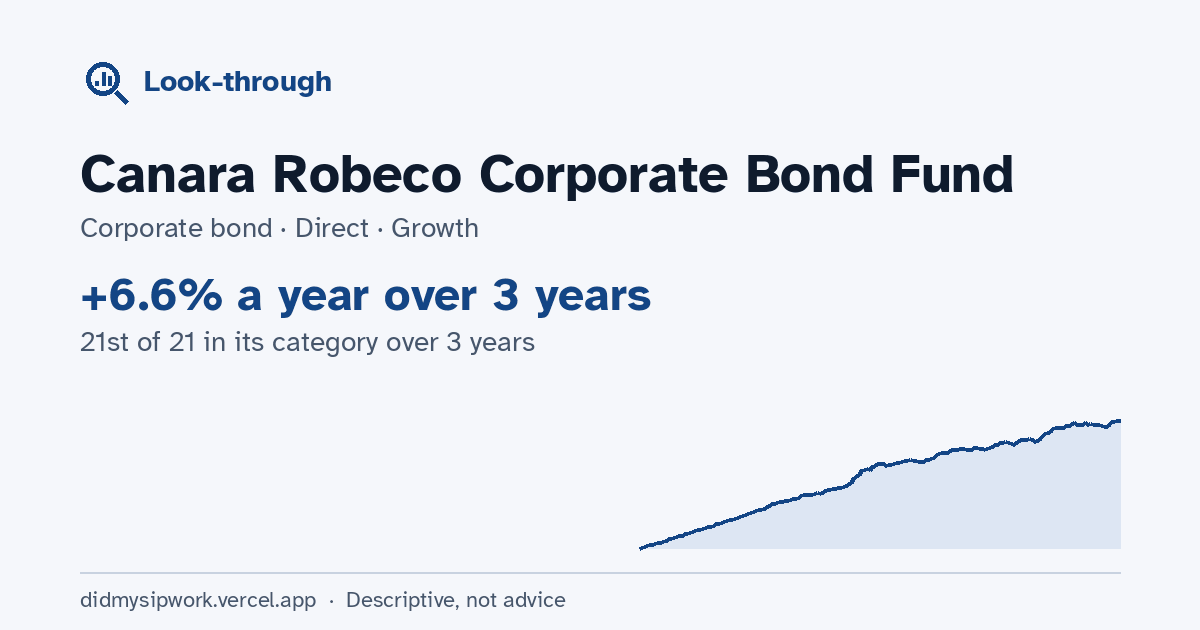 Look-through
Canara Robeco Corporate Bond Fund
Corporate bond · Direct · Growth
+6.6% a year over 3 years
21st of 21 in its category over 3 years
didmysipwork.vercel.app · Descriptive, not advice